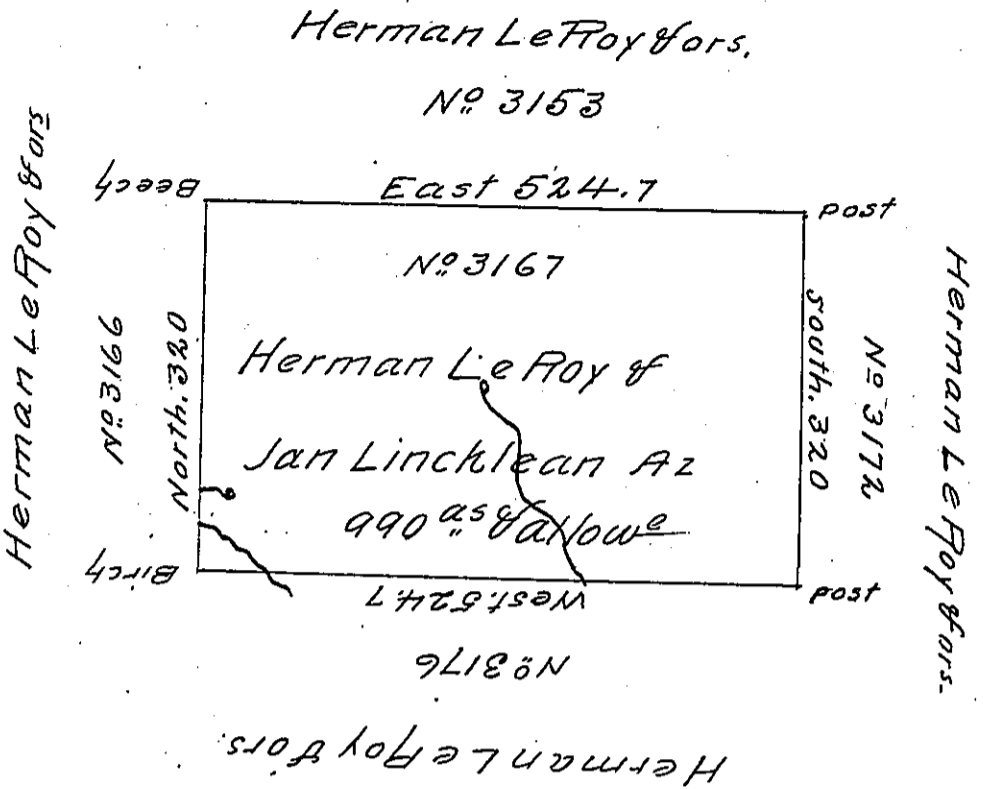 Herman LeRoy & ors.
Nº 3153
Herman LeRoy & ors
Nº 3166
North. 320
Beech
East 524.7
post
Nº 3167
Herman Le Roy &
Jan Linchlean Az
990 as & allowe
South. 320
Nº 3172
Herman LeRoy & ors.
Birch
West. 524.7
post
Nº 3176
Herman LeRoy & ors.